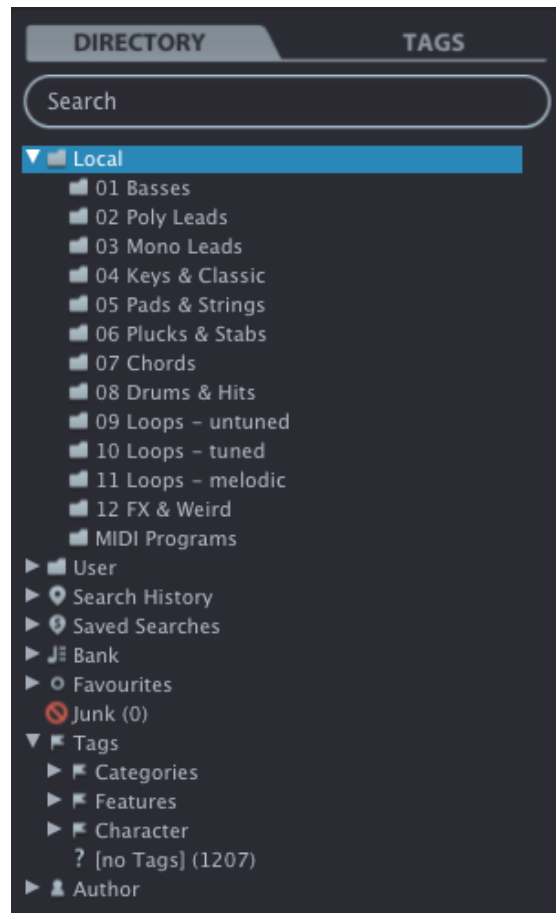 DIRECTORY TAGS
Search
Local
01 Basses
02 Poly Leads
03 Mono Leads
04 Keys & Classic
05 Pads & Strings
06 Plucks & Stabs
07 Chords
08 Drums & Hits
09 Loops – untuned
10 Loops – tuned
11 Loops – melodic
12 FX & Weird
MIDI Programs
User
Search History
Saved Searches
Bank
Favourites
Junk (0)
Tags
Categories
Features
Character
? [no Tags] (1207)
Author